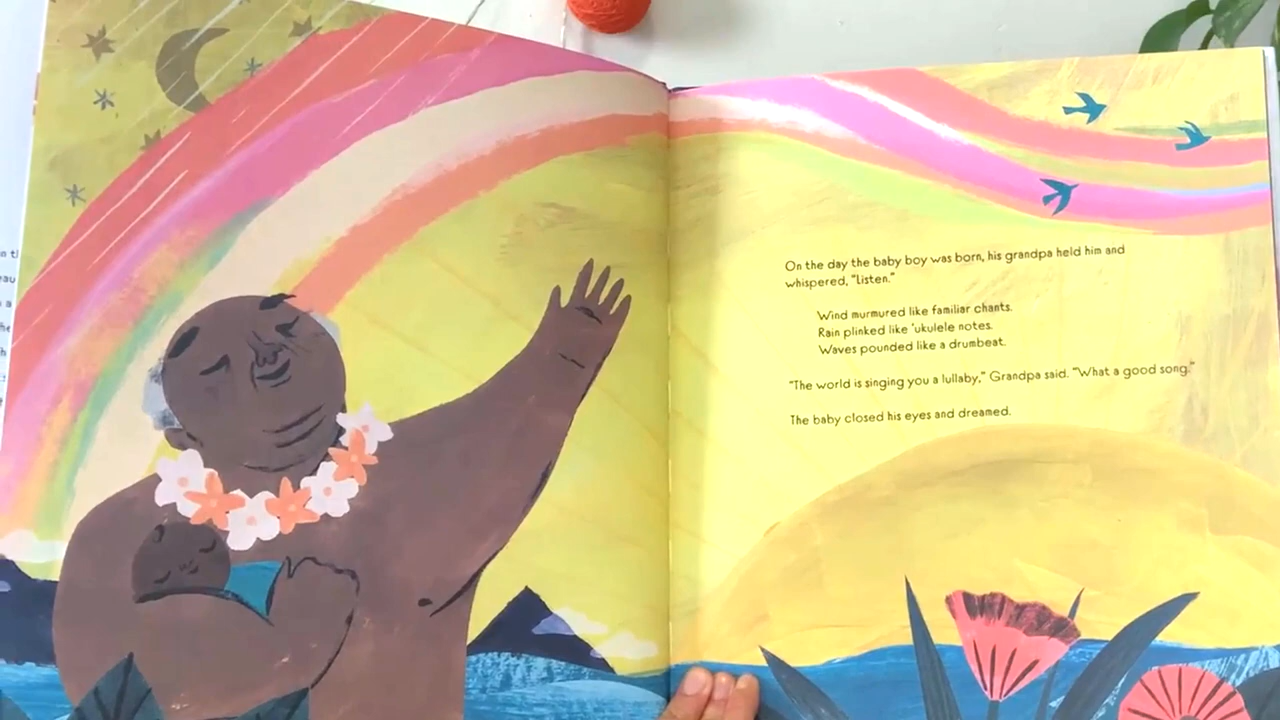 On the day the baby boy was born, his grandpa held him and
whispered, "Listen."
Wind murmured like familiar chants.
Rain plinked like 'ukulele notes.
Waves pounded like a drumbeat.
"The world is singing you a lullaby," Grandpa said. "What a good song."
The baby closed his eyes and dreamed.